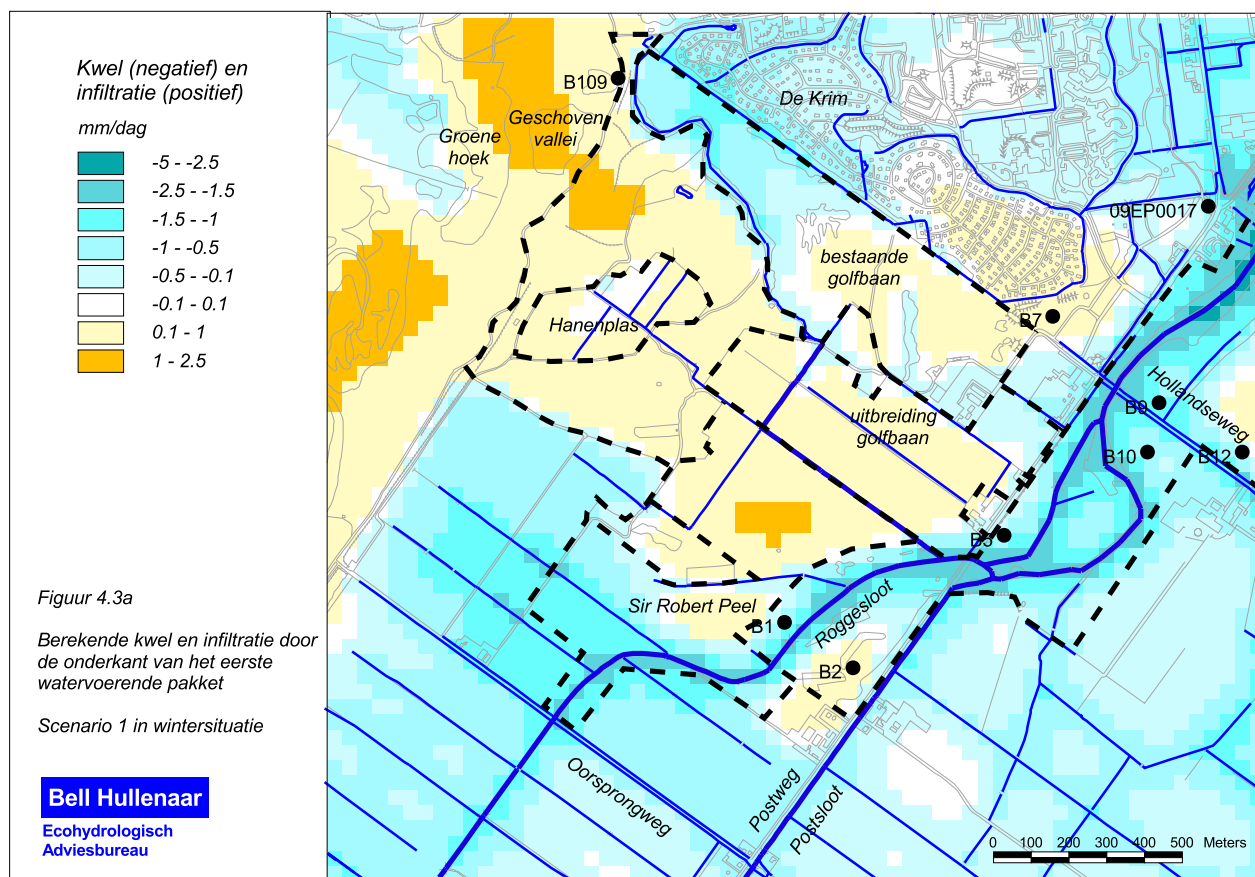 Kwel (negatief) en
infiltratie (positief)
mm/dag
-5 - -2.5
-2.5 - -1.5
-1.5 - -1
-1 - -0.5
-0.5 - -0.1
-0.1 - 0.1
0.1 - 1
1 - 2.5
Figuur 4.3a
Berekende kwel en infiltratie door
de onderkant van het eerste
watervoerende pakket
Scenario 1 in wintersituatie
Bell Hullenaar
Ecohydrologisch
Adviesbureau
B109
De Krim
Geschoven
vallei
Groene
hoek
09EP0017
bestaande
golfbaan
Hanenplas
B7
Hollandseweg
B9
uitbreiding
golfbaan
B10
B12
B3
Sir Robert Peel
B1
Roggesloot
B2
Oorsprongweg
Postweg
Postsloot
0 100 200 300 400 500 Meters